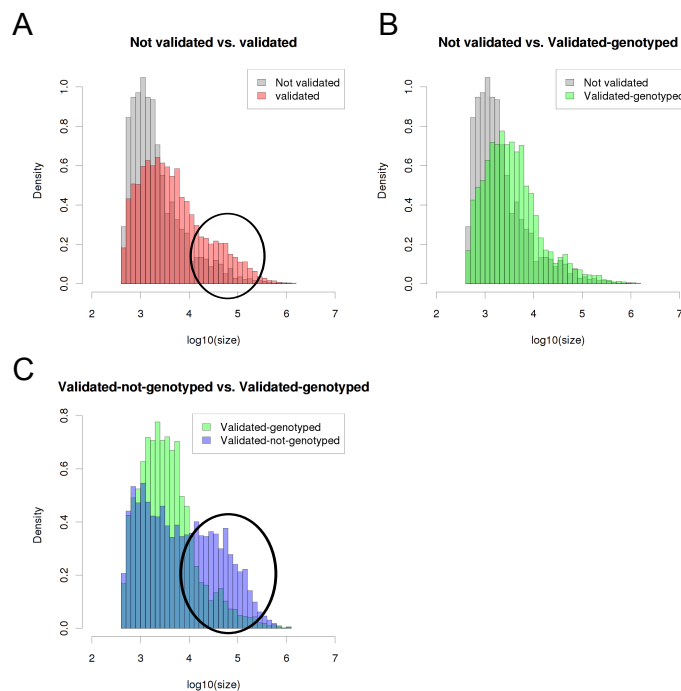 A
B
Not validated vs. validated
Not validated vs. Validated-genotyped
Not validated
validated
Not validated
Validated-genotyped
Density
0.0
0.2
0.4
0.6
0.8
1.0
2
3
4
5
6
7
log10(size)
Density
0.0
0.2
0.4
0.6
0.8
1.0
2
3
4
5
6
7
log10(size)
C
Validated-not-genotyped vs. Validated-genotyped
Validated-genotyped
Validated-not-genotyped
Density
0.0
0.2
0.4
0.6
0.8
2
3
4
5
6
7
log10(size)